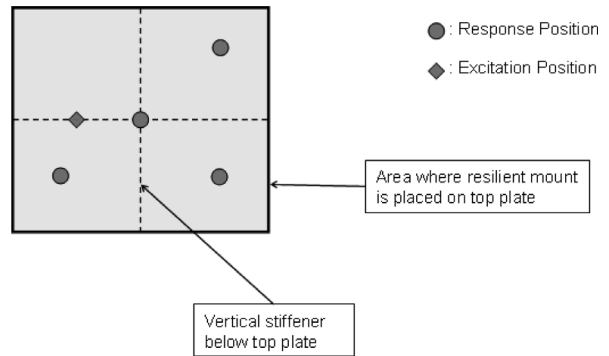 : Response Position
: Excitation Position
Area where resilient mount
is placed on top plate
Vertical stiffener
below top plate